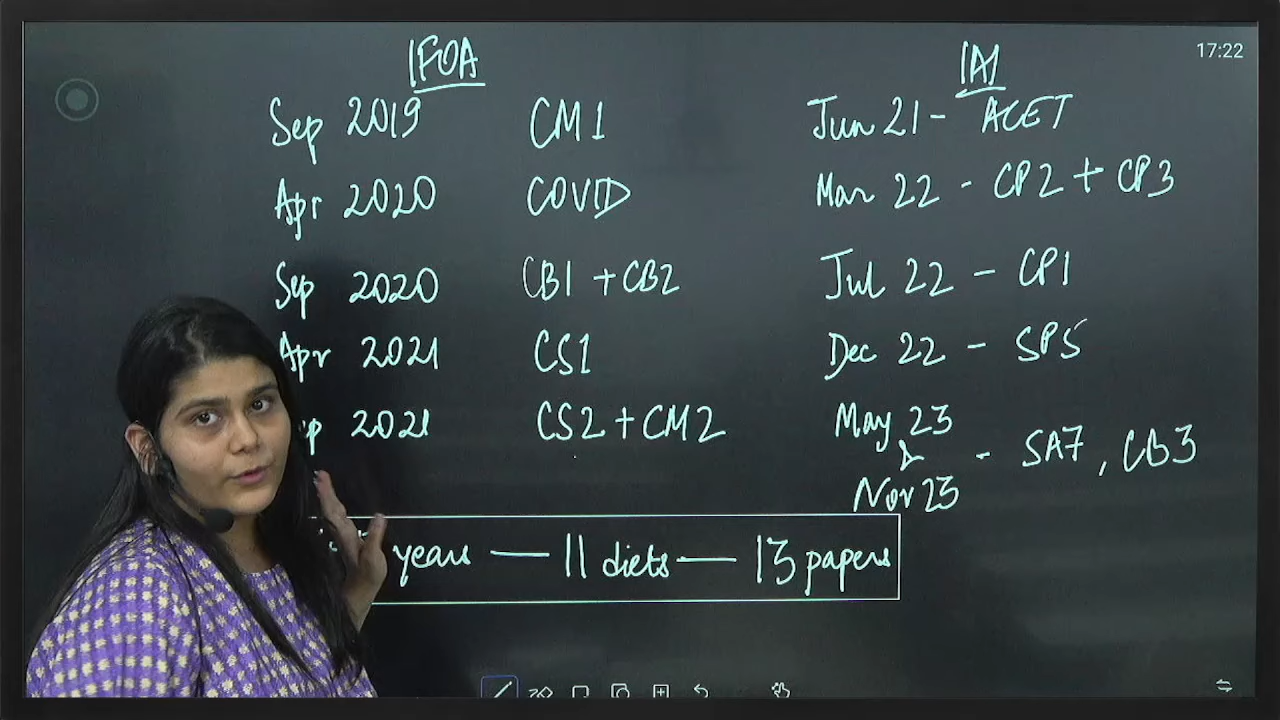 IFOA
Sep 2019 CM1
Apr 2020 COVID
Sep 2020 CB1 + CB2
Apr 2021 CS1
2021 CS2 + CM2
IAI
17:22
Jun 21 - ACET
Mar 22 - CP2 + CP3
Jul 22 - CP1
Dec 22 - SP5
May 23
& - SA7, CB3
Nov 23
years — 11 diets — 13 papers